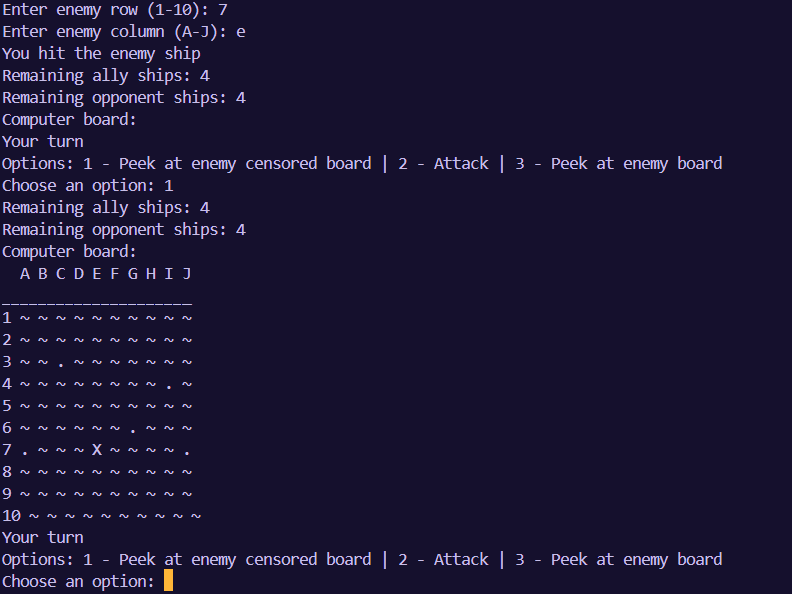 Enter enemy row (1-10): 7
Enter enemy column (A-J): e
You hit the enemy ship
Remaining ally ships: 4
Remaining opponent ships: 4
Computer board:
Your turn
Options: 1 - Peek at enemy censored board | 2 - Attack | 3 - Peek at enemy board
Choose an option: 1
Remaining ally ships: 4
Remaining opponent ships: 4
Computer board:
  A B C D E F G H I J
_____________________
1 ~ ~ ~ ~ ~ ~ ~ ~ ~ ~
2 ~ ~ ~ ~ ~ ~ ~ ~ ~ ~
3 ~ ~ . ~ ~ ~ ~ ~ ~ ~
4 ~ ~ ~ ~ ~ ~ ~ ~ . ~
5 ~ ~ ~ ~ ~ ~ ~ ~ ~ ~
6 ~ ~ ~ ~ ~ ~ . ~ ~ ~
7 . ~ ~ ~ X ~ ~ ~ ~ .
8 ~ ~ ~ ~ ~ ~ ~ ~ ~ ~
9 ~ ~ ~ ~ ~ ~ ~ ~ ~ ~
10 ~ ~ ~ ~ ~ ~ ~ ~ ~ ~
Your turn
Options: 1 - Peek at enemy censored board | 2 - Attack | 3 - Peek at enemy board
Choose an option: